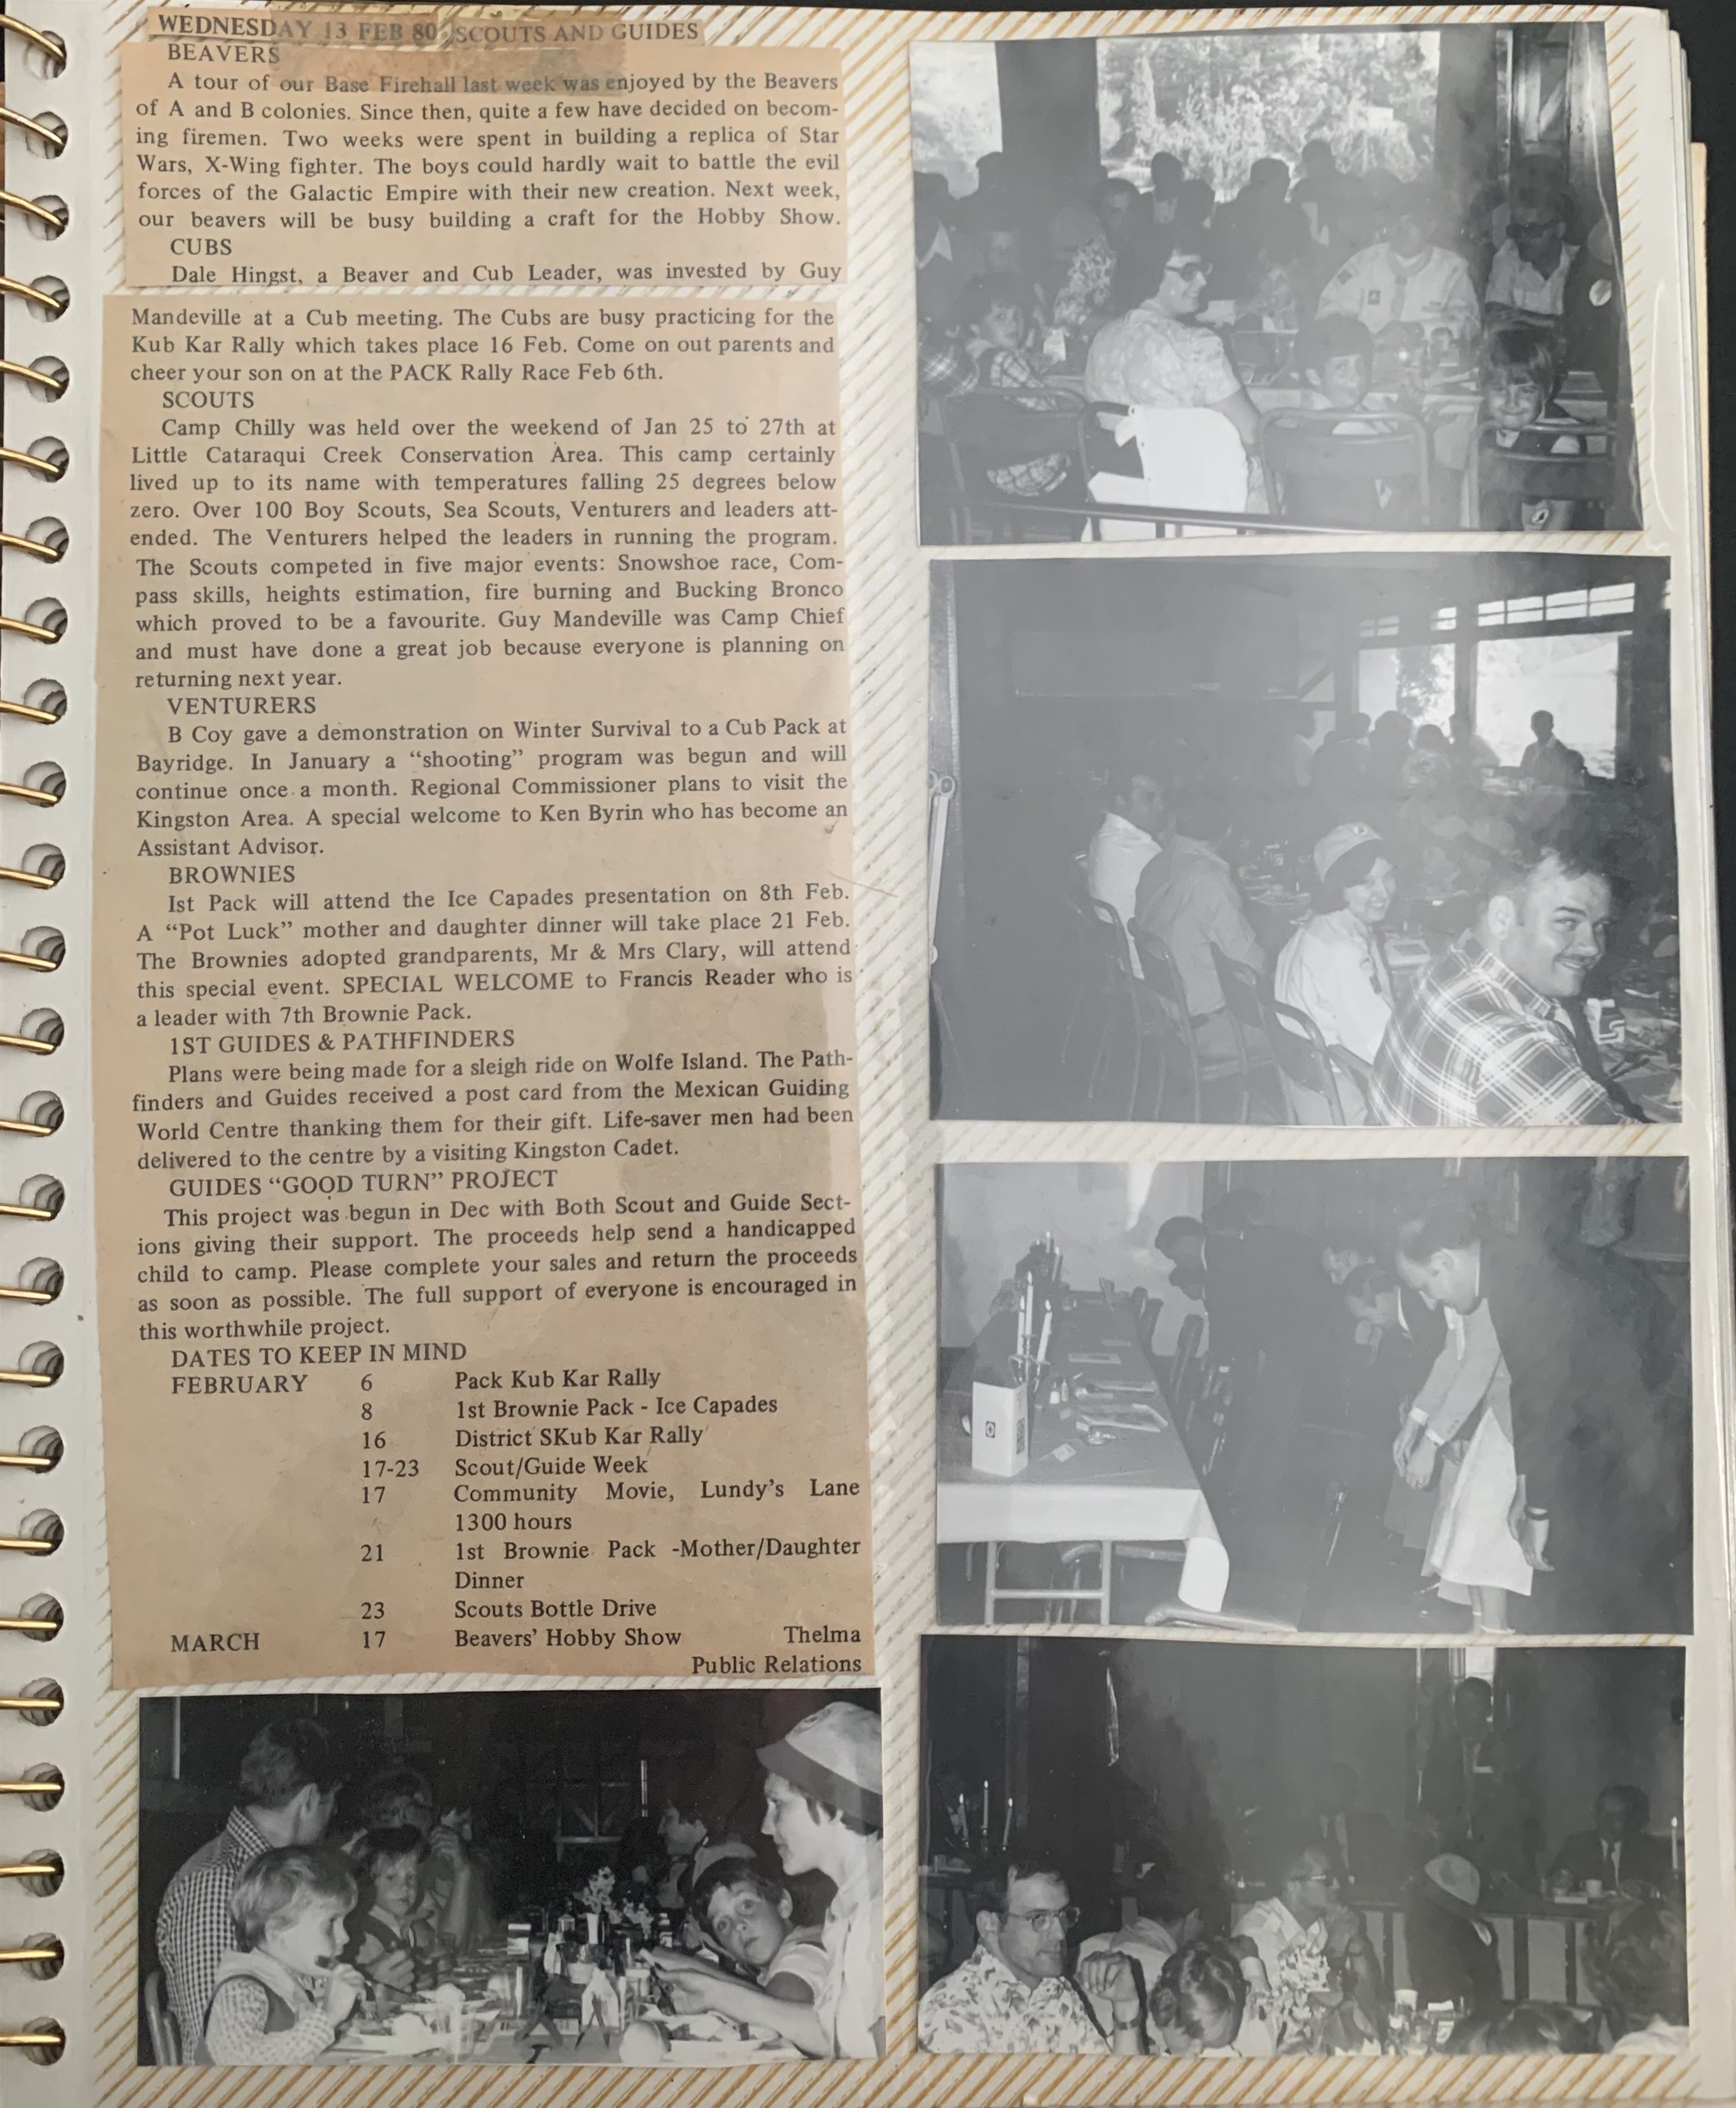 WEDNESDAY 13 FEB 80 SCOUTS AND GUIDES
BEAVERS
A tour of our Base Firehall last week was enjoyed by the Beavers
of A and B colonies. Since then, quite a few have decided on becom-
ing firemen. Two weeks were spent in building a replica of Star
Wars, X-Wing fighter. The boys could hardly wait to battle the evil
forces of the Galactic Empire with their new creation. Next week,
our beavers will be busy building a craft for the Hobby Show.
CUBS
Dale Hingst, a Beaver and Cub Leader, was invested by Guy
Mandeville at a Cub meeting. The Cubs are busy practicing for the
Kub Kar Rally which takes place 16 Feb. Come on out parents and
cheer your son on at the PACK Rally Race Feb 6th.
SCOUTS
Camp Chilly was held over the weekend of Jan 25 to 27th at
Little Cataraqui Creek Conservation Area. This camp certainly
lived up to its name with temperatures falling 25 degrees below
zero. Over 100 Boy Scouts, Sea Scouts, Venturers and leaders att-
ended. The Venturers helped the leaders in running the program.
The Scouts competed in five major events: Snowshoe race, Com-
pass skills, heights estimation, fire burning and Bucking Bronco
which proved to be a favourite. Guy Mandeville was Camp Chief
and must have done a great job because everyone is planning on
returning next year.
VENTURERS
B Coy gave a demonstration on Winter Survival to a Cub Pack at
Bayridge. In January a “shooting” program was begun and will
continue once a month. Regional Commissioner plans to visit the
Kingston Area. A special welcome to Ken Byrin who has become an
Assistant Advisor.
BROWNIES
Ist Pack will attend the Ice Capades presentation on 8th Feb.
A “Pot Luck” mother and daughter dinner will take place 21 Feb.
The Brownies adopted grandparents, Mr & Mrs Clary, will attend
this special event. SPECIAL WELCOME to Francis Reader who is
a leader with 7th Brownie Pack.
1ST GUIDES & PATHFINDERS
Plans were being made for a sleigh ride on Wolfe Island. The Path-
finders and Guides received a post card from the Mexican Guiding
World Centre thanking them for their gift. Life-saver men had been
delivered to the centre by a visiting Kingston Cadet.
GUIDES “GOOD TURN” PROJECT
This project was begun in Dec with Both Scout and Guide Sect-
ions giving their support. The proceeds help send a handicapped
child to camp. Please complete your sales and return the proceeds
as soon as possible. The full support of everyone is encouraged in
this worthwhile project.
DATES TO KEEP IN MIND
FEBRUARY 6 Pack Kub Kar Rally
8 1st Brownie Pack - Ice Capades
16 District SKub Kar Rally
17-23 Scout/Guide Week
17 Community Movie, Lundy's Lane
1300 hours
21 1st Brownie Pack -Mother/Daughter
Dinner
23 Scouts Bottle Drive
MARCH 17 Beavers' Hobby Show Thelma
Public Relations